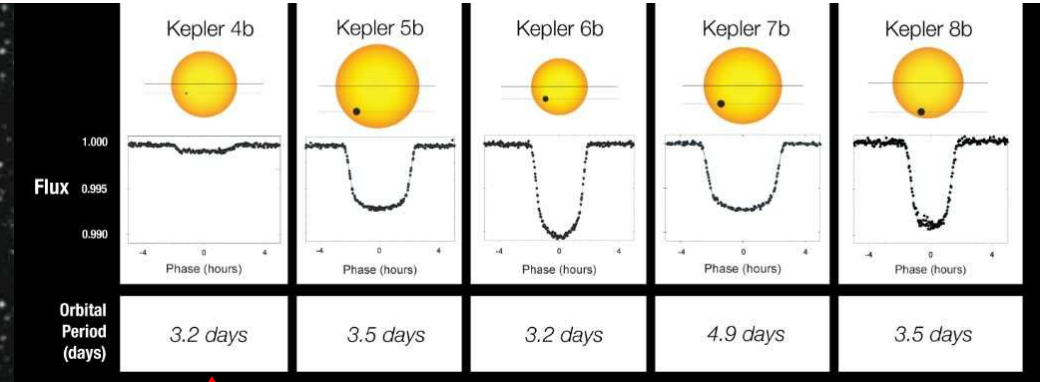 Kepler 4b Kepler 5b Kepler 6b Kepler 7b Kepler 8b
1.000
Flux 0.995
0.990
-4 0 4 -4 0 4 -4 0 4 -4 0 4 -4 0 4
Phase (hours) Phase (hours) Phase (hours) Phase (hours) Phase (hours)
Orbital
Period
(days)
3.2 days 3.5 days 3.2 days 4.9 days 3.5 days